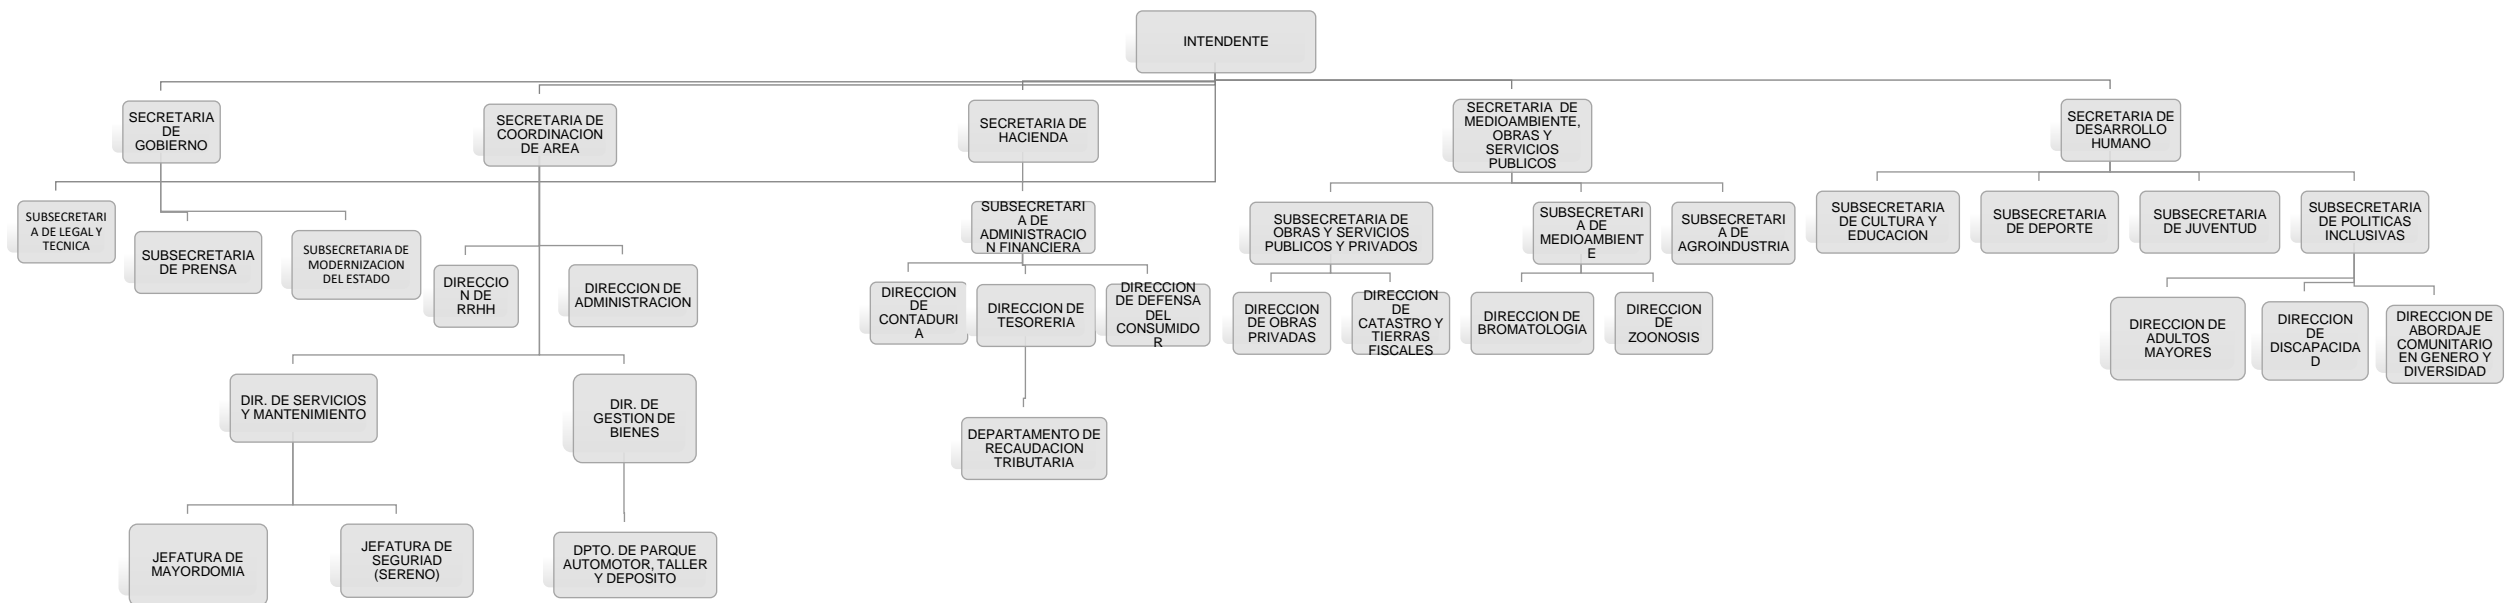 INTENDENTE
SECRETARIA
DE
GOBIERNO
SECRETARIA DE
COORDINACION
DE AREA
SECRETARIA DE
HACIENDA
SECRETARIA DE
MEDIOAMBIENTE,
OBRAS Y
SERVICIOS
PUBLICOS
SECRETARIA DE
DESARROLLO
HUMANO
SUBSECRETARI
A DE LEGAL Y
TECNICA
SUBSECRETARIA
DE PRENSA
SUBSECRETARIA DE
MODERNIZACION
DEL ESTADO
DIRECCIO
N DE
RRHH
DIRECCION DE
ADMINISTRACION
SUBSECRETARI
A DE
ADMINISTRACIO
N FINANCIERA
SUBSECRETARIA DE
OBRAS Y SERVICIOS
PUBLICOS Y PRIVADOS
SUBSECRETARI
A DE
MEDIOAMBIENT
E
SUBSECRETARI
A DE
AGROINDUSTRIA
SUBSECRETARIA
DE CULTURA Y
EDUCACION
SUBSECRETARIA
DE DEPORTE
SUBSECRETARIA
DE JUVENTUD
SUBSECRETARIA
DE POLITICAS
INCLUSIVAS
DIRECCION
DE
CONTADURI
A
DIRECCION DE
TESORERIA
DIRECCION
DE DEFENSA
DEL
CONSUMIDO
R
DIRECCION
DE OBRAS
PRIVADAS
DIRECCION
DE
CATASTRO Y
TIERRAS
FISCALES
DIRECCION DE
BROMATOLOGIA
DIRECCION
DE
ZOONOSIS
DIRECCION DE
ADULTOS
MAYORES
DIRECCION
DE
DISCAPACIDA
D
DIRECCION DE
ABORDAJE
COMUNITARIO
EN GENERO Y
DIVERSIDAD
DIR. DE SERVICIOS
Y MANTENIMIENTO
DIR. DE
GESTION DE
BIENES
DEPARTAMENTO DE
RECAUDACION
TRIBUTARIA
JEFATURA DE
MAYORDOMIA
JEFATURA DE
SEGURIAD
(SERENO)
DPTO. DE PARQUE
AUTOMOTOR, TALLER
Y DEPOSITO